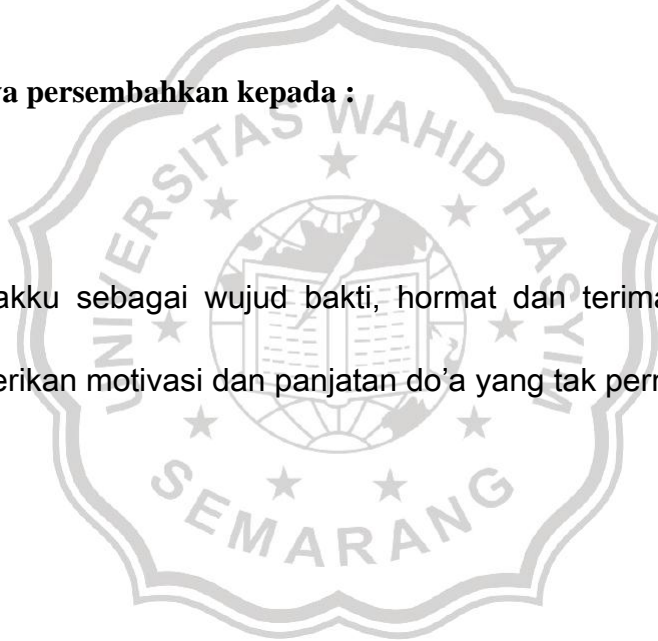 a persembahkan kepada :
akku sebagai wujud bakti, hormat dan terima
erikan motivasi dan panjatan do’a yang tak
UNIVERSITAS WAHID HASYIM
SEMARANG